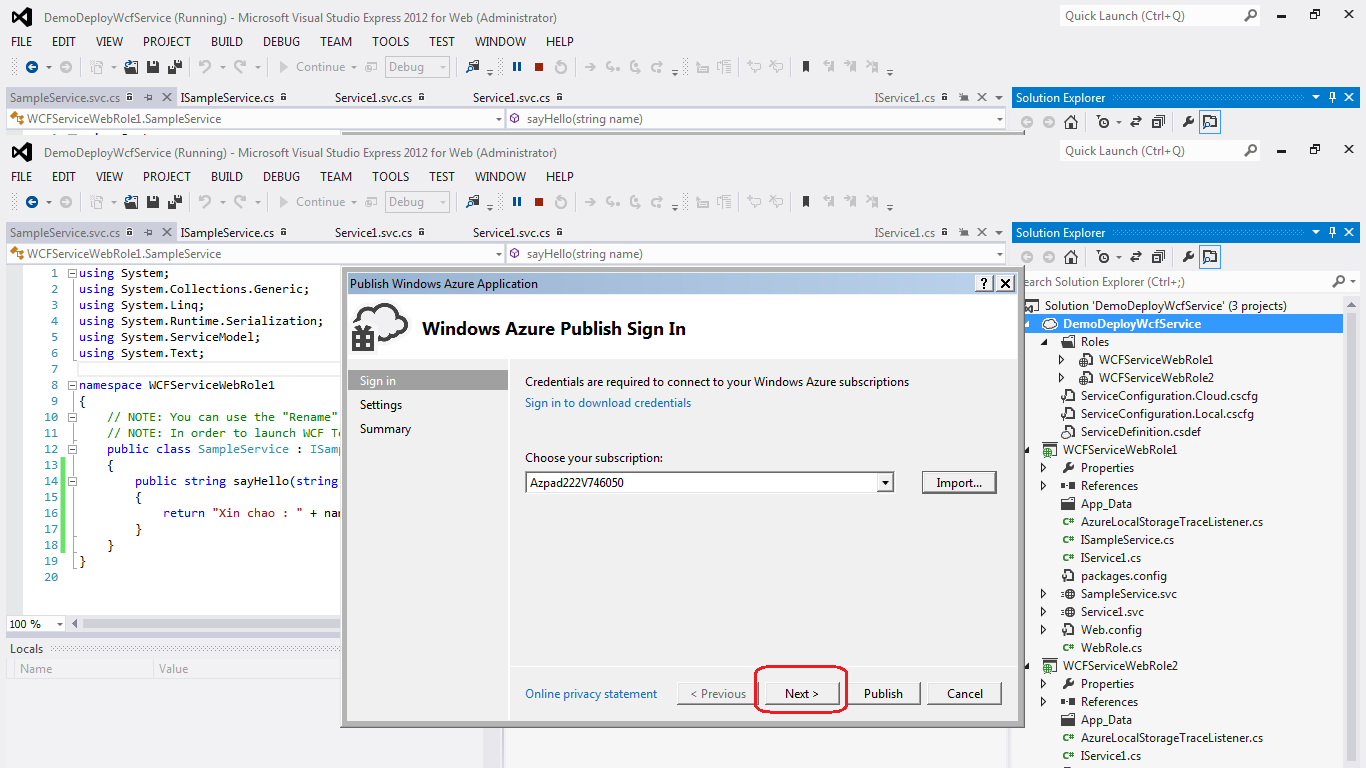 DemoDeployWcfService (Running) - Microsoft Visual Studio Express 2012 for Web (Administrator)
Quick Launch (Ctrl+Q)
FILE EDIT VIEW PROJECT BUILD DEBUG TEAM TOOLS TEST WINDOW HELP
Continue Debug
SampleService.svc.cs ISampleService.cs Service1.svc.cs Service1.svc.cs IService1.cs Solution Explorer
WCFServiceWebRole1.SampleService sayHello(string name)
DemoDeployWcfService (Running) - Microsoft Visual Studio Express 2012 for Web (Administrator)
Quick Launch (Ctrl+Q)
FILE EDIT VIEW PROJECT BUILD DEBUG TEAM TOOLS TEST WINDOW HELP
Continue Debug
SampleService.svc.cs ISampleService.cs Service1.svc.cs Service1.svc.cs IService1.cs
WCFServiceWebRole1.SampleService sayHello(string name)
1 using System;
2 using System.Collections.Generic;
3 using System.Linq;
4 using System.Runtime.Serialization;
5 using System.ServiceModel;
6 using System.Text;
7
8 namespace WCFServiceWebRole1
9 {
10 // NOTE: You can use the "Rename"
11 // NOTE: In order to launch WCF Te
12 public class SampleService : ISam
13 {
14 public string sayHello(string
15 {
16 return "Xin chao : " + nam
17 }
18 }
19 }
20
100 %
Locals
Name Value
Publish Windows Azure Application
Windows Azure Publish Sign In
Sign in
Settings
Summary
Credentials are required to connect to your Windows Azure subscriptions
Sign in to download credentials
Choose your subscription:
Azpad222V746050 Import...
Online privacy statement < Previous Next > Publish Cancel
Solution Explorer
earch Solution Explorer (Ctrl+;)
Solution 'DemoDeployWcfService' (3 projects)
DemoDeployWcfService
Roles
WCFServiceWebRole1
WCFServiceWebRole2
ServiceConfiguration.Cloud.cscfg
ServiceConfiguration.Local.cscfg
ServiceDefinition.csdef
WCFServiceWebRole1
Properties
References
App_Data
AzureLocalStorageTraceListener.cs
ISampleService.cs
IService1.cs
packages.config
SampleService.svc
Service1.svc
Web.config
WebRole.cs
WCFServiceWebRole2
Properties
References
App_Data
AzureLocalStorageTraceListener.cs
IService1.cs